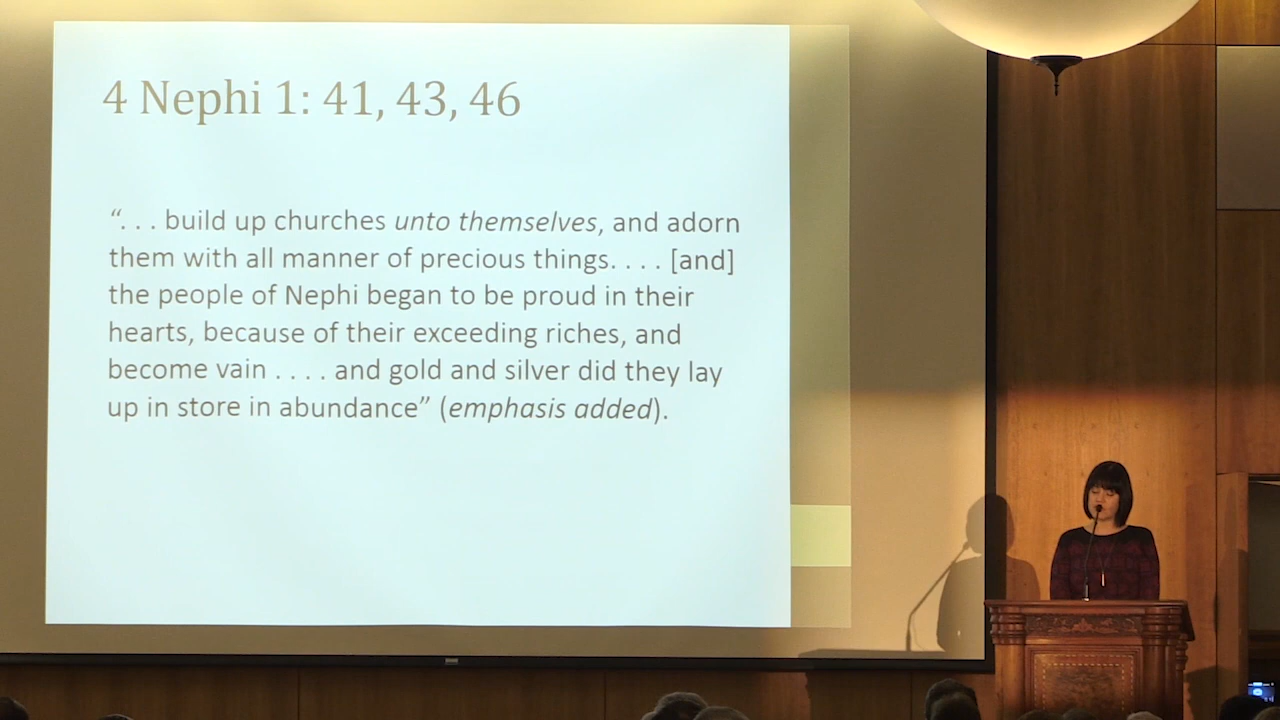 4 Nephi 1: 41, 43, 46
“. . . build up churches unto themselves, and adorn
them with all manner of precious things. . . . [and]
the people of Nephi began to be proud in their
hearts, because of their exceeding riches, and
become vain . . . . and gold and silver did they lay
up in store in abundance” (emphasis added).